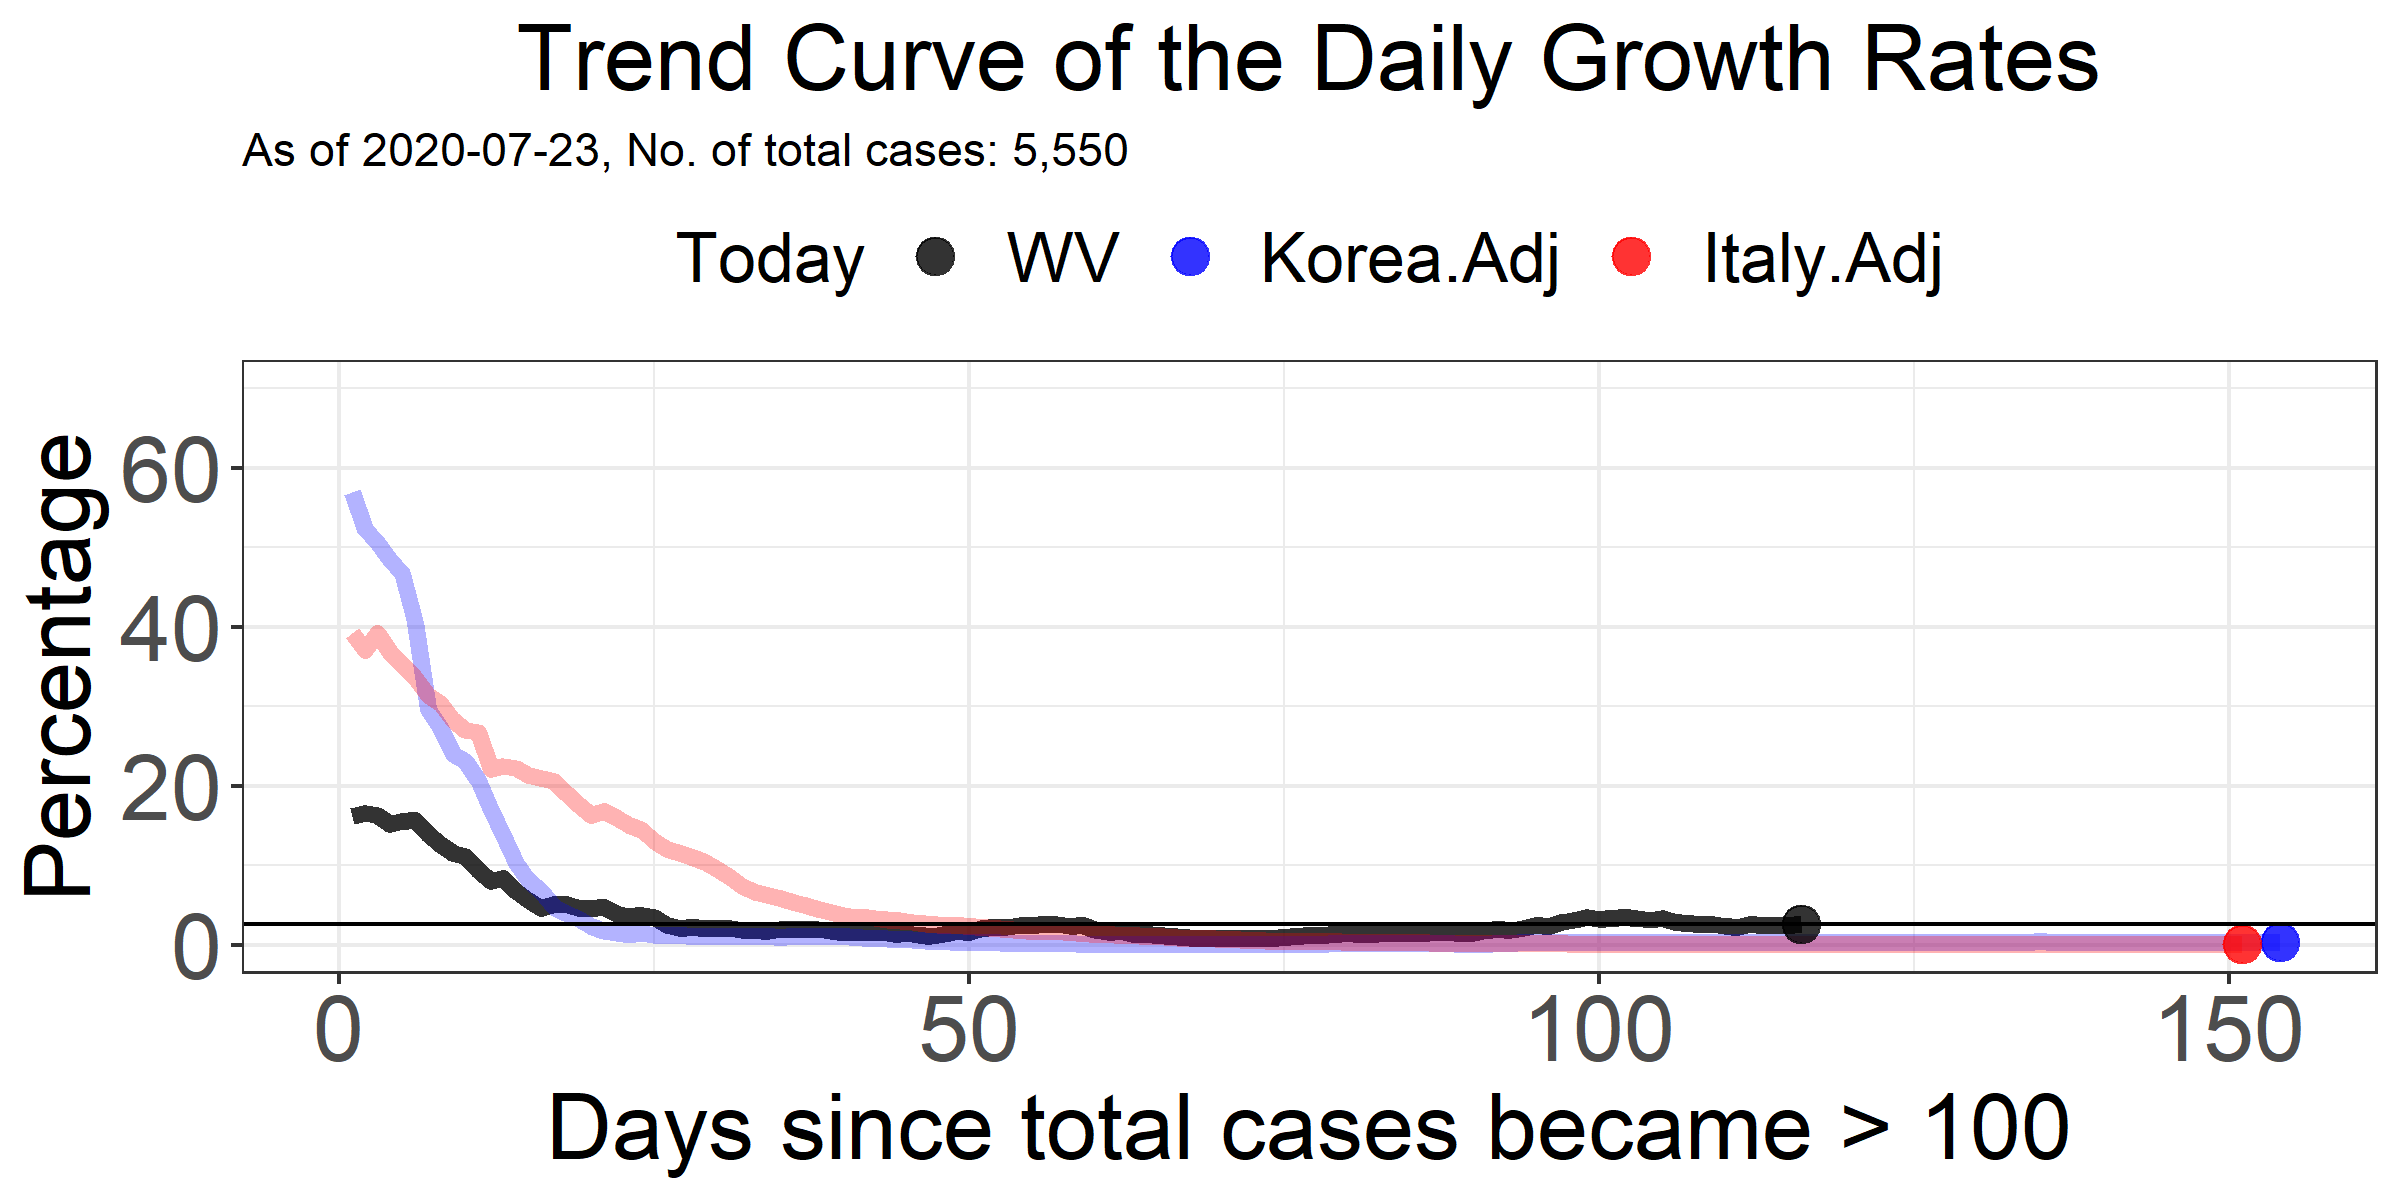 Trend Curve of the Daily Growth Rates
As of 2020-07-23, No. of total cases: 5,550
Today WV Korea.Adj Italy.Adj
Percentage
60
40
20
0
0 50 100 150
Days since total cases became > 100